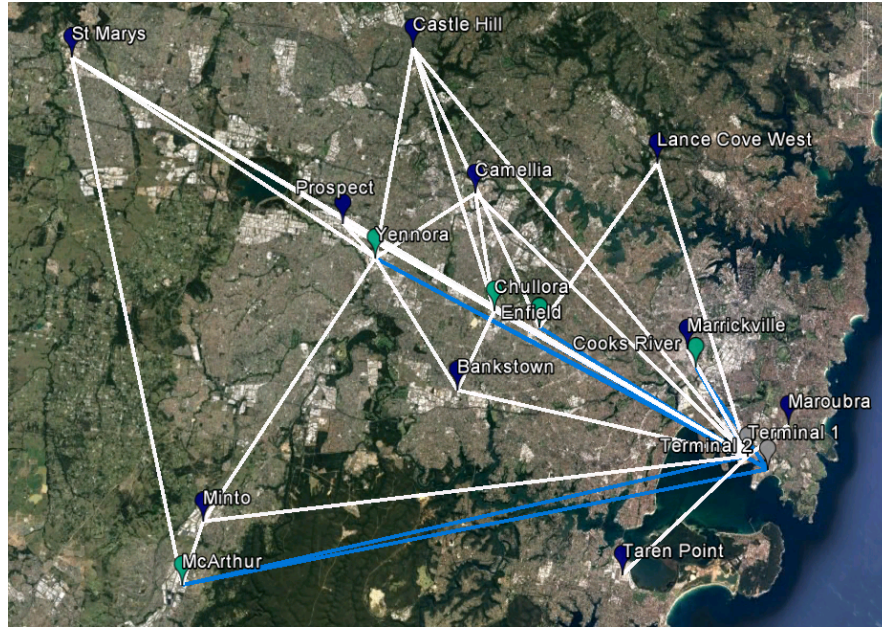 St Marys
Castle Hill
Lance Cove West
Camellia
Prospect
Yennora
Chullora
Enfield
Cooks River
Marrickville
Bankstown
Maroubra
Terminal 1
Terminal 2
Minto
McArthur
Taren Point